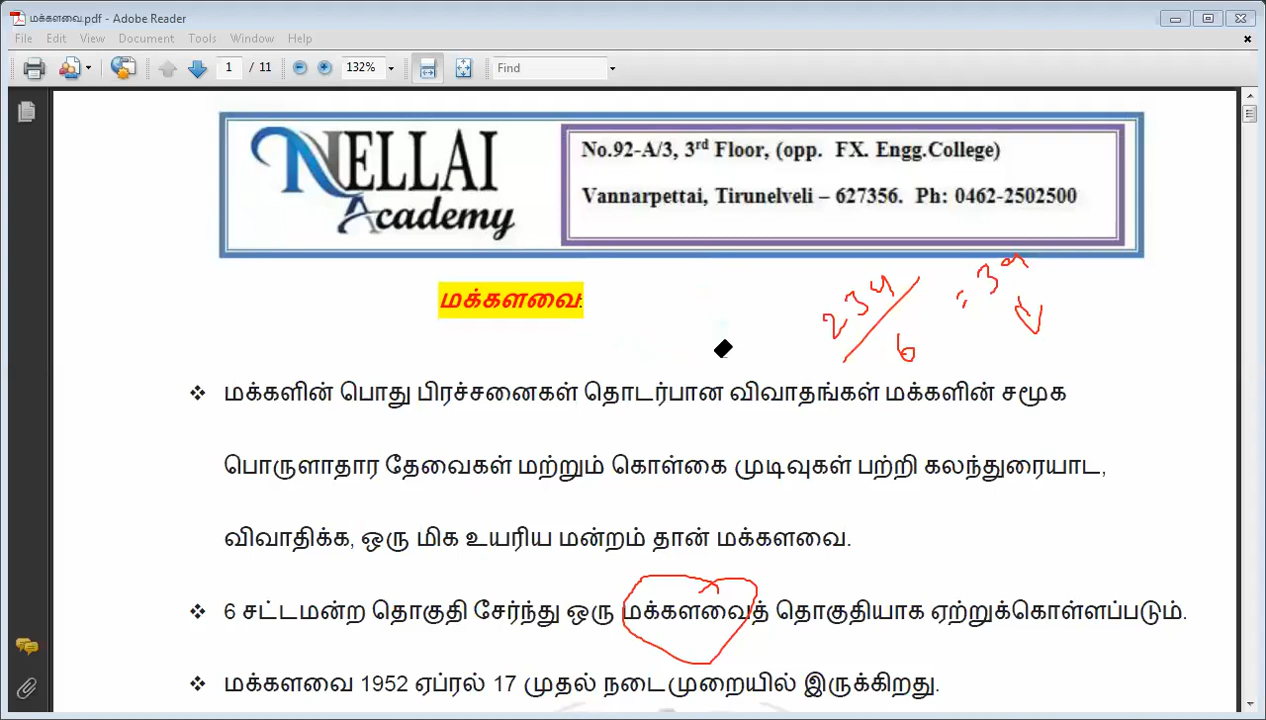 மக்களவை.pdf - Adobe Reader
File Edit View Document Tools Window Help
1 / 11 132% Find
NELLAI
Academy
No.92-A/3, 3rd Floor, (opp. FX. Engg.College)
Vannarpettai, Tirunelveli – 627356. Ph: 0462-2502500
மக்களவை:
234/6 = 39
❖ மக்களின் பொது பிரச்சனைகள் தொடர்பான விவாதங்கள் மக்களின் சமூக
பொருளாதார தேவைகள் மற்றும் கொள்கை முடிவுகள் பற்றி கலந்துரையாட,
விவாதிக்க, ஒரு மிக உயரிய மன்றம் தான் மக்களவை.
❖ 6 சட்டமன்ற தொகுதி சேர்ந்து ஒரு மக்களவைத் தொகுதியாக ஏற்றுக்கொள்ளப்படும்.
❖ மக்களவை 1952 ஏப்ரல் 17 முதல் நடைமுறையில் இருக்கிறது.